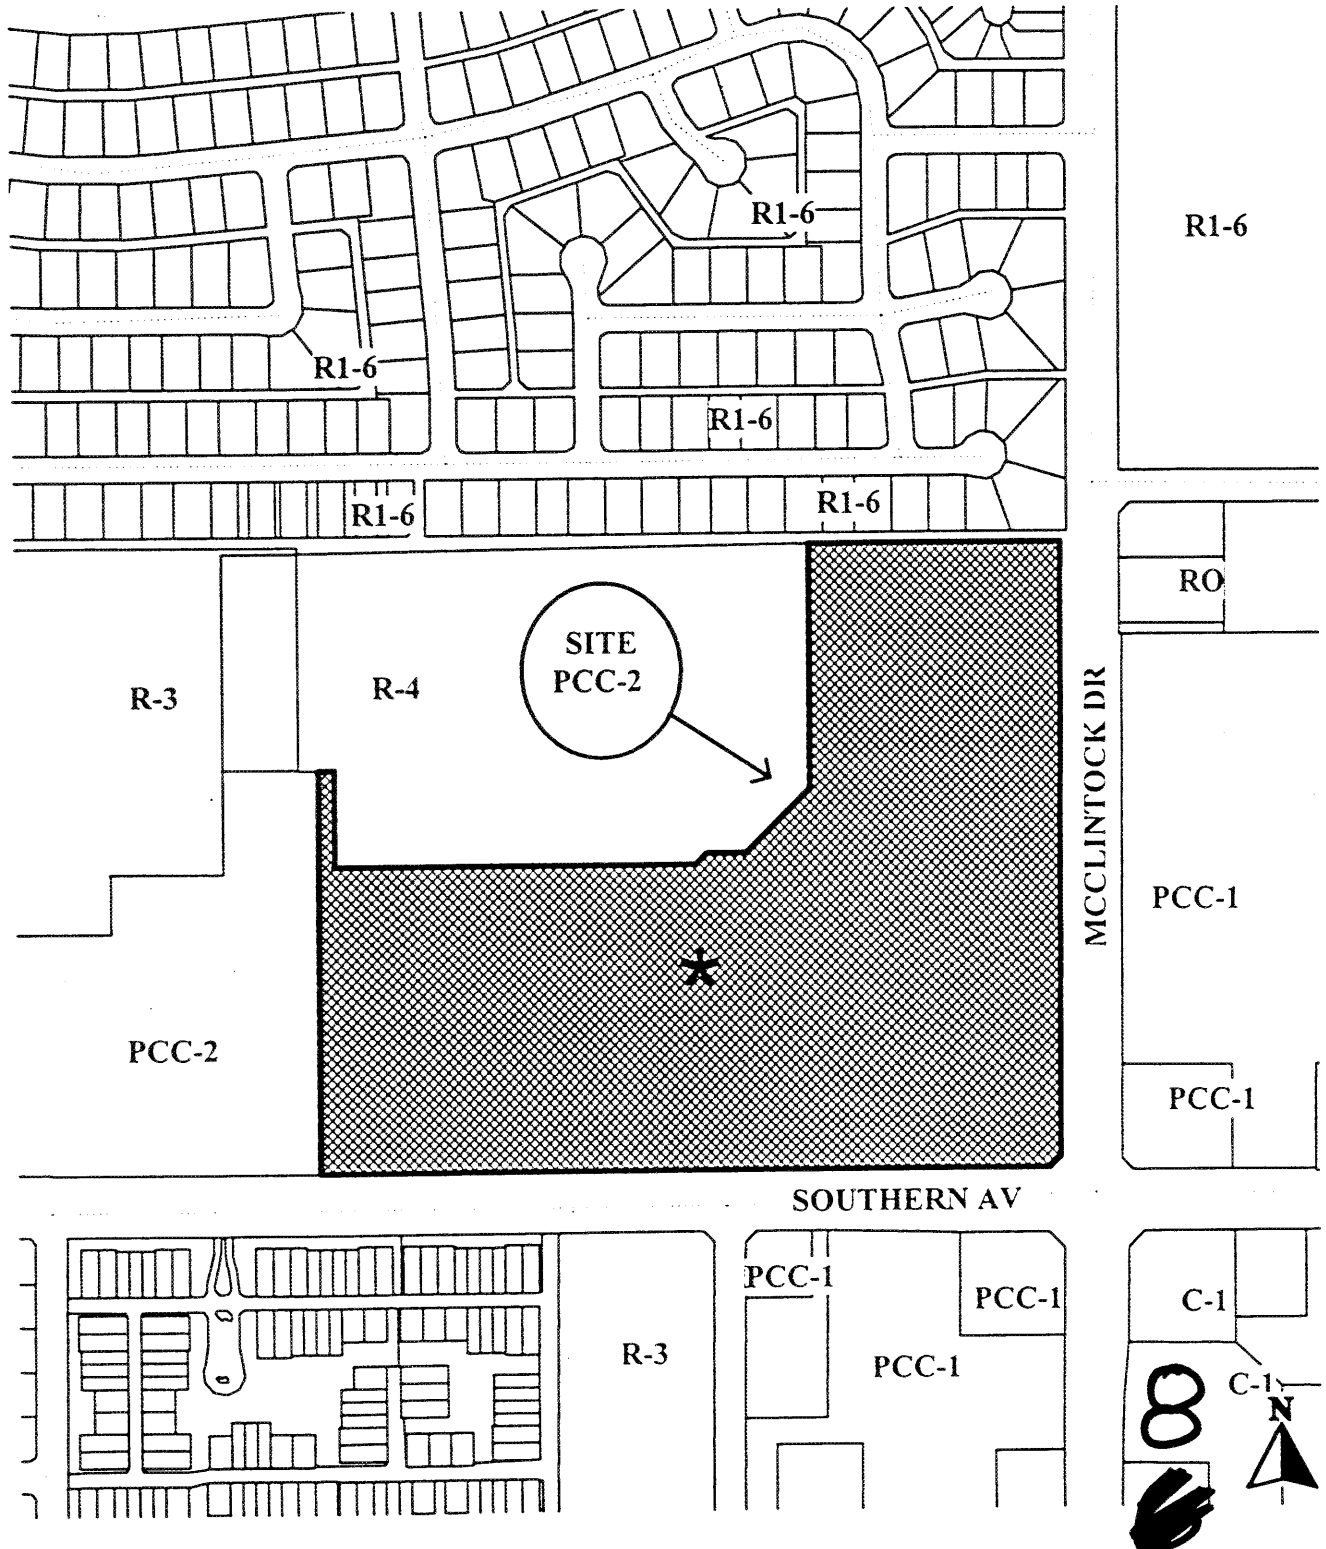 R1-6
R1-6
R1-6
R1-6
R1-6
R1-6
RO
SITE
PCC-2
R-3
R-4
MCCLINTOCK DR
PCC-1
PCC-2
PCC-1
SOUTHERN AV
PCC-1
PCC-1
C-1
R-3
PCC-1
C-1
8
N